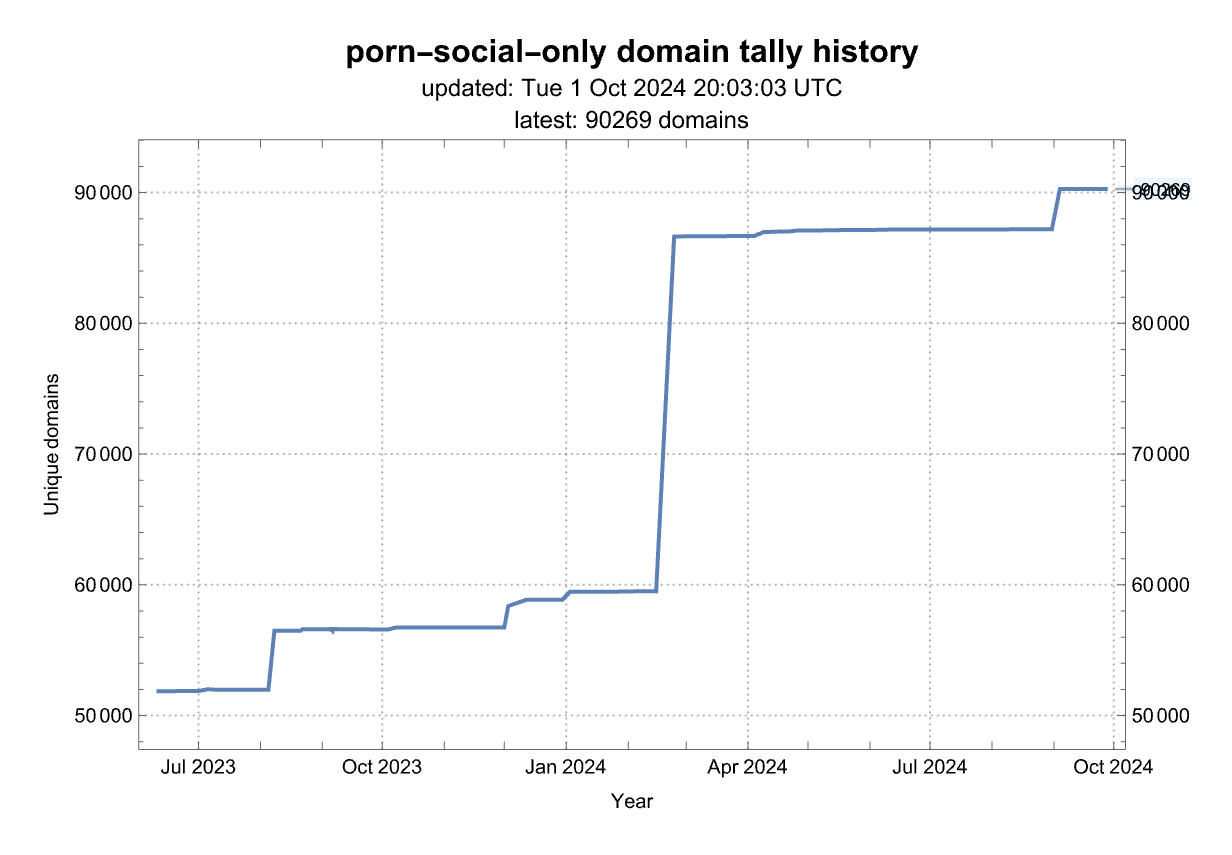 porn–social–only domain tally history
updated: Tue 1 Oct 2024 20:03:03 UTC
latest: 90269 domains
90 000
80 000
70 000
60 000
50 000
Unique domains
90269
90 000
80 000
70 000
60 000
50 000
Jul 2023 Oct 2023 Jan 2024 Apr 2024 Jul 2024 Oct 2024
Year